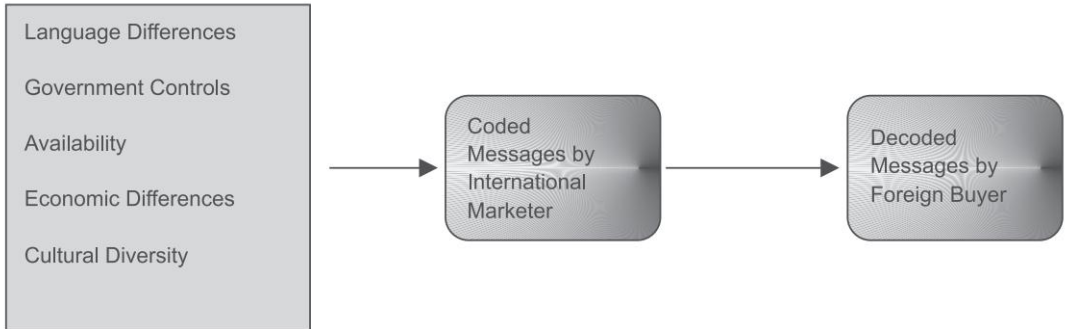 Language Differences
Government Controls
Availability
Economic Differences
Cultural Diversity
Coded
Messages by
International
Marketer
Decoded
Messages by
Foreign Buyer